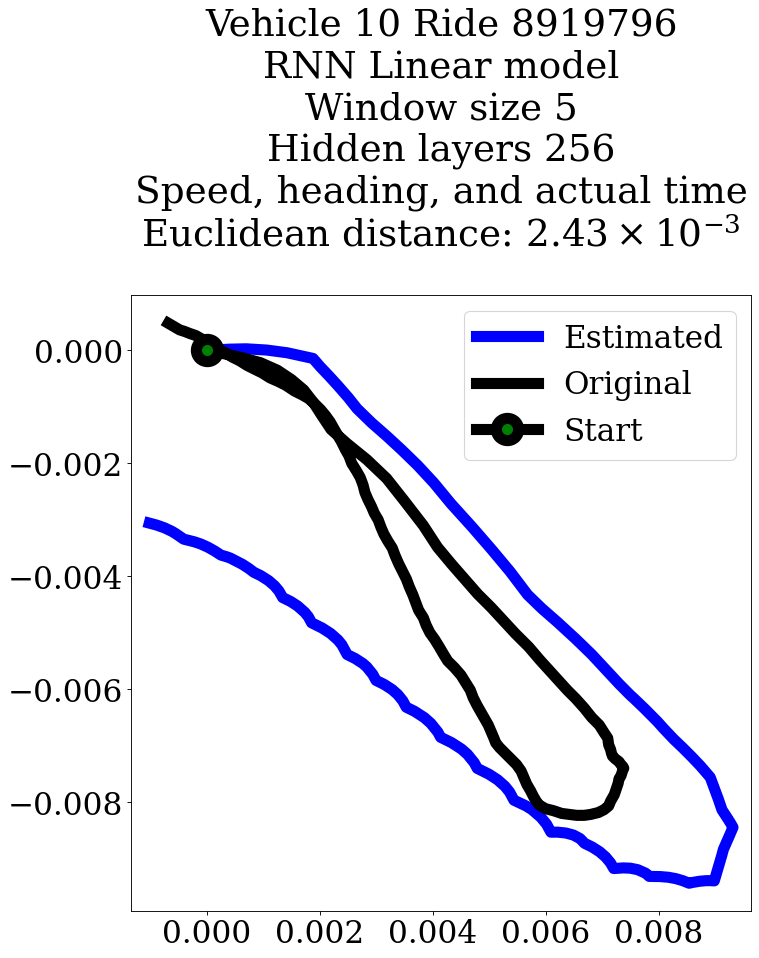 Vehicle 10 Ride 8919796
RNN Linear model
Window size 5
Hidden layers 256
Speed, heading, and actual time
Euclidean distance: 2.43 × 10⁻³
Estimated
Original
Start
0.000
−0.002
−0.004
−0.006
−0.008
0.000 0.002 0.004 0.006 0.008